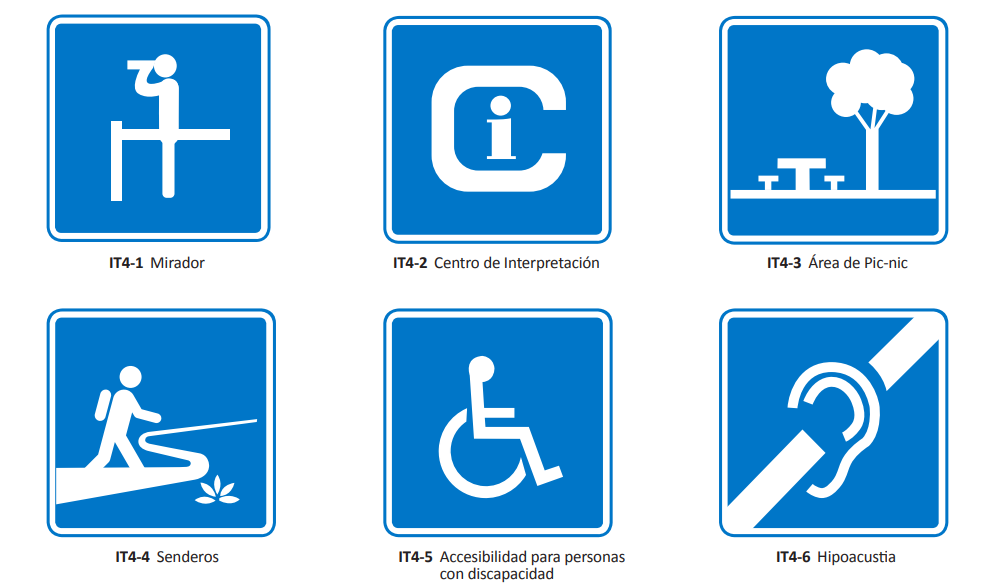 i
IT4-1 Mirador
IT4-2 Centro de Interpretación
IT4-3 Área de Pic-nic
IT4-4 Senderos
IT4-5 Accesibilidad para personas
con discapacidad
IT4-6 Hipoacustia